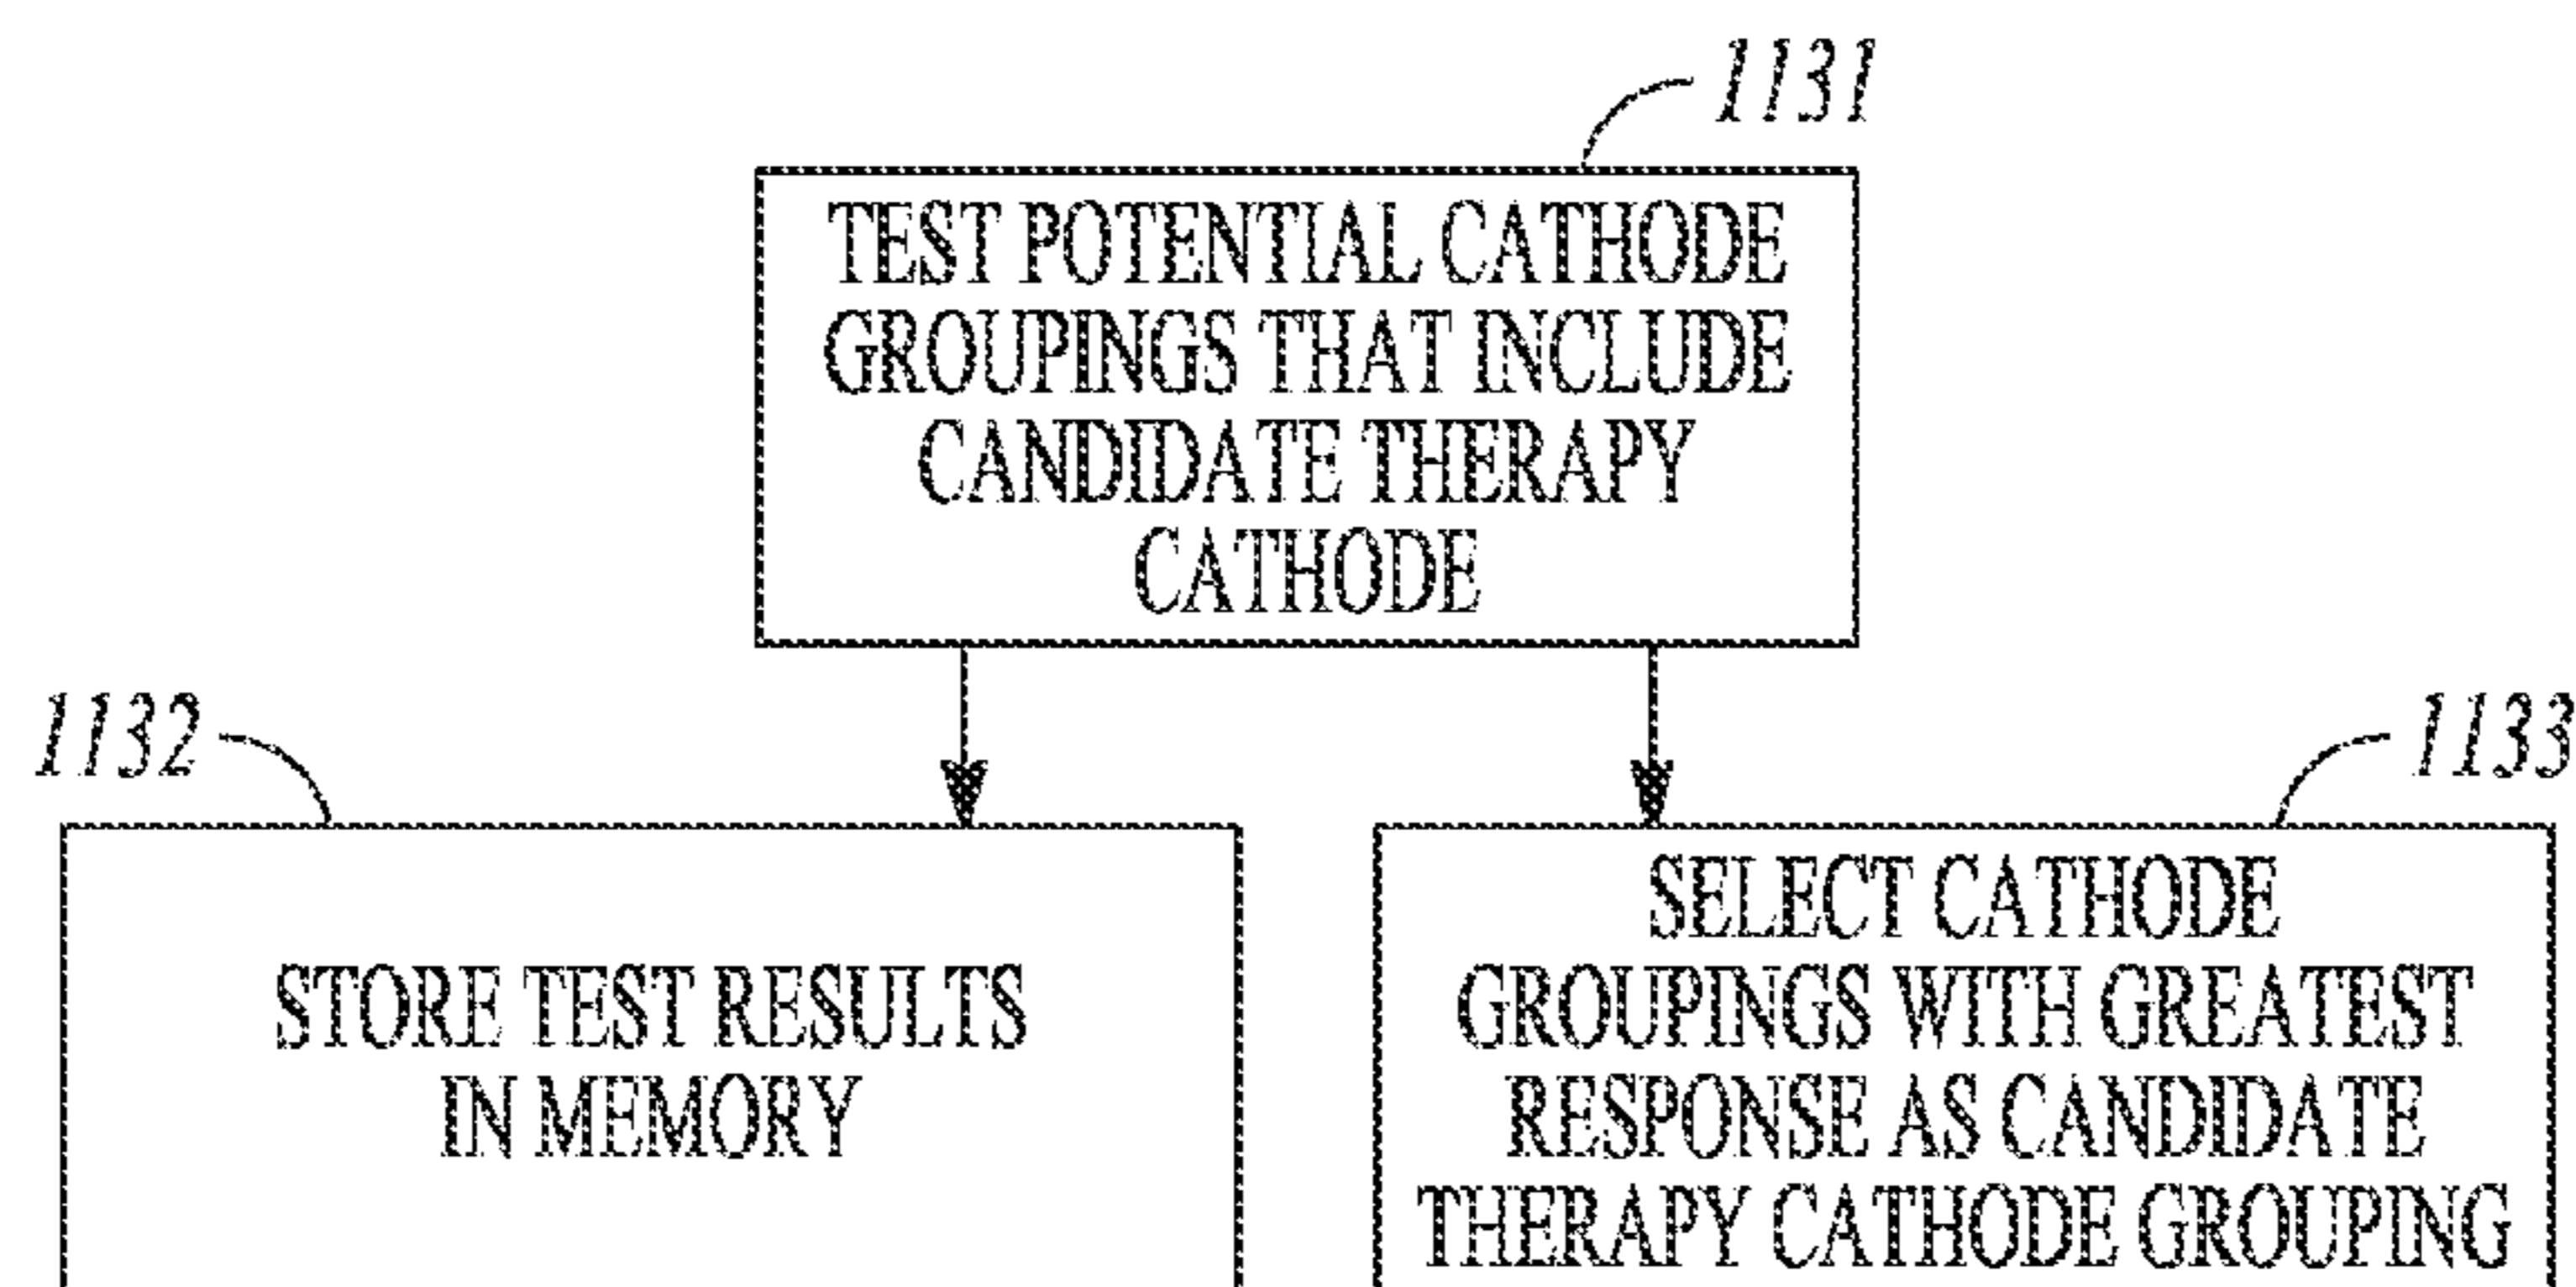 1131
TEST POTENTIAL CATHODE
GROUPINGS THAT INCLUDE
CANDIDATE THERAPY
CATHODE
1132
STORE TEST RESULTS
IN MEMORY
1133
SELECT CATHODE
GROUPINGS WITH GREATEST
RESPONSE AS CANDIDATE
THERAPY CATHODE GROUPING